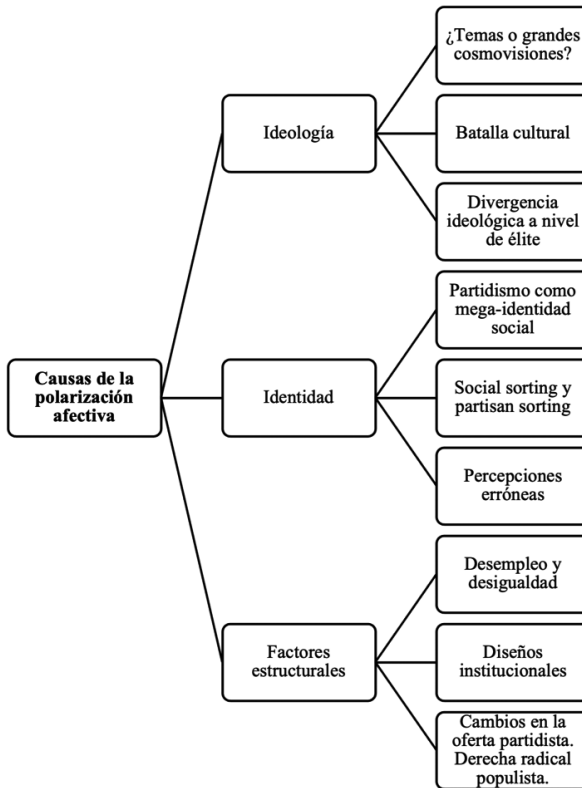 ¿Temas o grandes
cosmovisiones?
Ideología
Batalla cultural
Divergencia
ideológica a nivel
de élite
Partidismo como
mega-identidad
social
Causas de la
polarización
afectiva
Identidad
Social sorting y
partisan sorting
Percepciones
erróneas
Desempleo y
desigualdad
Factores
estructurales
Diseños
institucionales
Cambios en la
oferta partidista.
Derecha radical
populista.